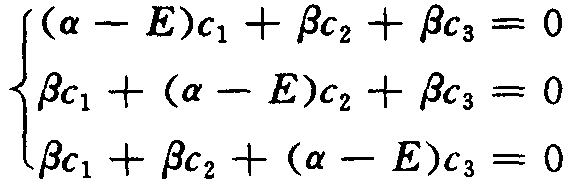 (α − E)c₁ + βc₂ + βc₃ = 0
βc₁ + (α − E)c₂ + βc₃ = 0
βc₁ + βc₂ + (α − E)c₃ = 0